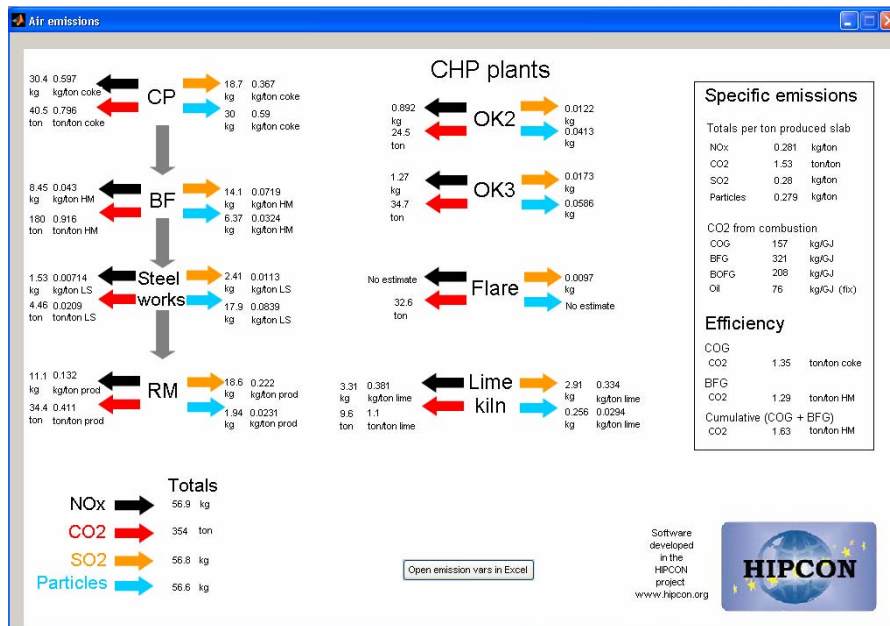 Air emissions
30.4 0.597
kg kg/ton coke
40.5 0.796
ton ton/ton coke
CP
18.7 0.367
kg kg/ton coke
30 0.59
kg kg/ton coke
8.45 0.043
kg kg/ton HM
180 0.916
ton ton/ton HM
BF
14.1 0.0719
kg kg/ton HM
6.37 0.0324
kg kg/ton HM
1.53 0.00714
kg kg/ton LS
4.46 0.0209
ton ton/ton LS
Steel
works
2.41 0.0113
kg kg/ton LS
17.9 0.0839
kg kg/ton LS
11.1 0.132
kg kg/ton prod
34.4 0.411
ton ton/ton prod
RM
18.6 0.222
kg kg/ton prod
1.94 0.0231
kg kg/ton prod
CHP plants
0.892
kg
24.5
ton
OK2
0.0122
kg
0.0413
kg
1.27
kg
34.7
ton
OK3
0.0173
kg
0.0586
kg
No estimate
32.6
ton
Flare
0.0097
kg
No estimate
3.31 0.381
kg kg/ton lime
9.6 1.1
ton ton/ton lime
Lime
kiln
2.91 0.334
kg kg/ton lime
0.256 0.0294
kg kg/ton lime
Specific emissions
Totals per ton produced slab
NOx 0.281 kg/ton
CO2 1.53 ton/ton
SO2 0.28 kg/ton
Particles 0.279 kg/ton
CO2 from combustion
COG 157 kg/GJ
BFG 321 kg/GJ
BOFG 208 kg/GJ
Oil 76 kg/GJ (fix)
Efficiency
COG
CO2 1.35 ton/ton coke
BFG
CO2 1.29 ton/ton HM
Cumulative (COG + BFG)
CO2 1.63 ton/ton HM
Totals
NOx 56.9 kg
CO2 354 ton
SO2 56.8 kg
Particles 56.6 kg
Open emission vars in Excel
Software
developed
in the
HIPCON
project
www.hipcon.org
HIPCON